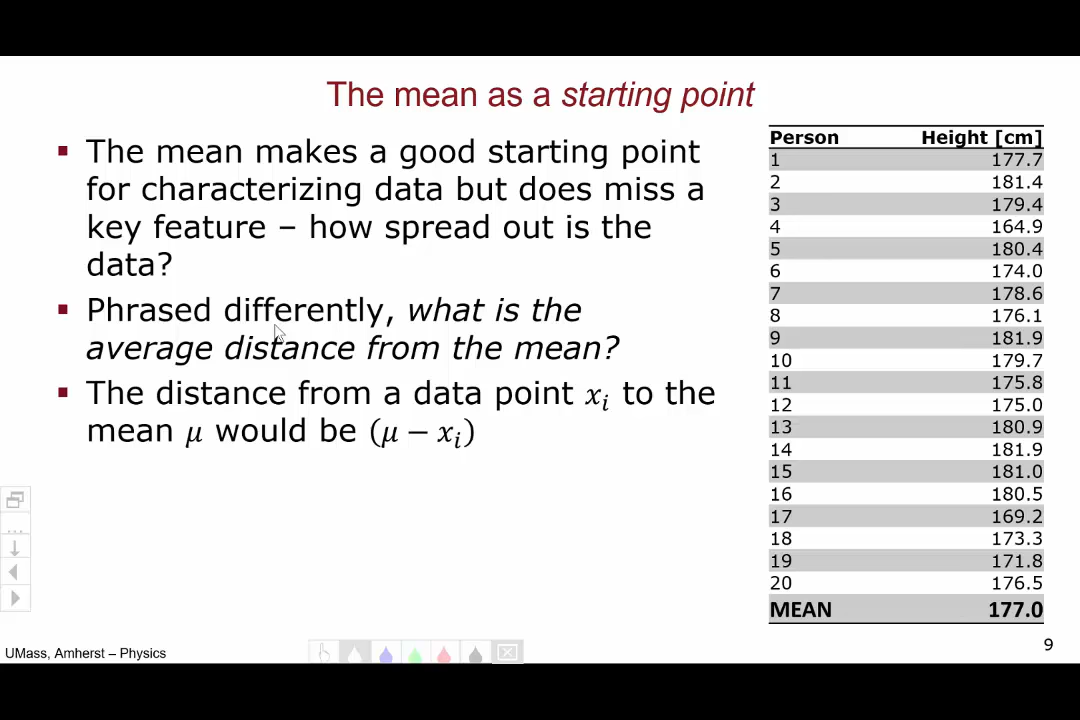 The mean as a starting point
▪ The mean makes a good starting point
for characterizing data but does miss a
key feature – how spread out is the
data?
▪ Phrased differently, what is the
average distance from the mean?
▪ The distance from a data point xᵢ to the
mean μ would be (μ − xᵢ)
Person Height [cm]
1 177.7
2 181.4
3 179.4
4 164.9
5 180.4
6 174.0
7 178.6
8 176.1
9 181.9
10 179.7
11 175.8
12 175.0
13 180.9
14 181.9
15 181.0
16 180.5
17 169.2
18 173.3
19 171.8
20 176.5
MEAN 177.0
UMass, Amherst – Physics
9